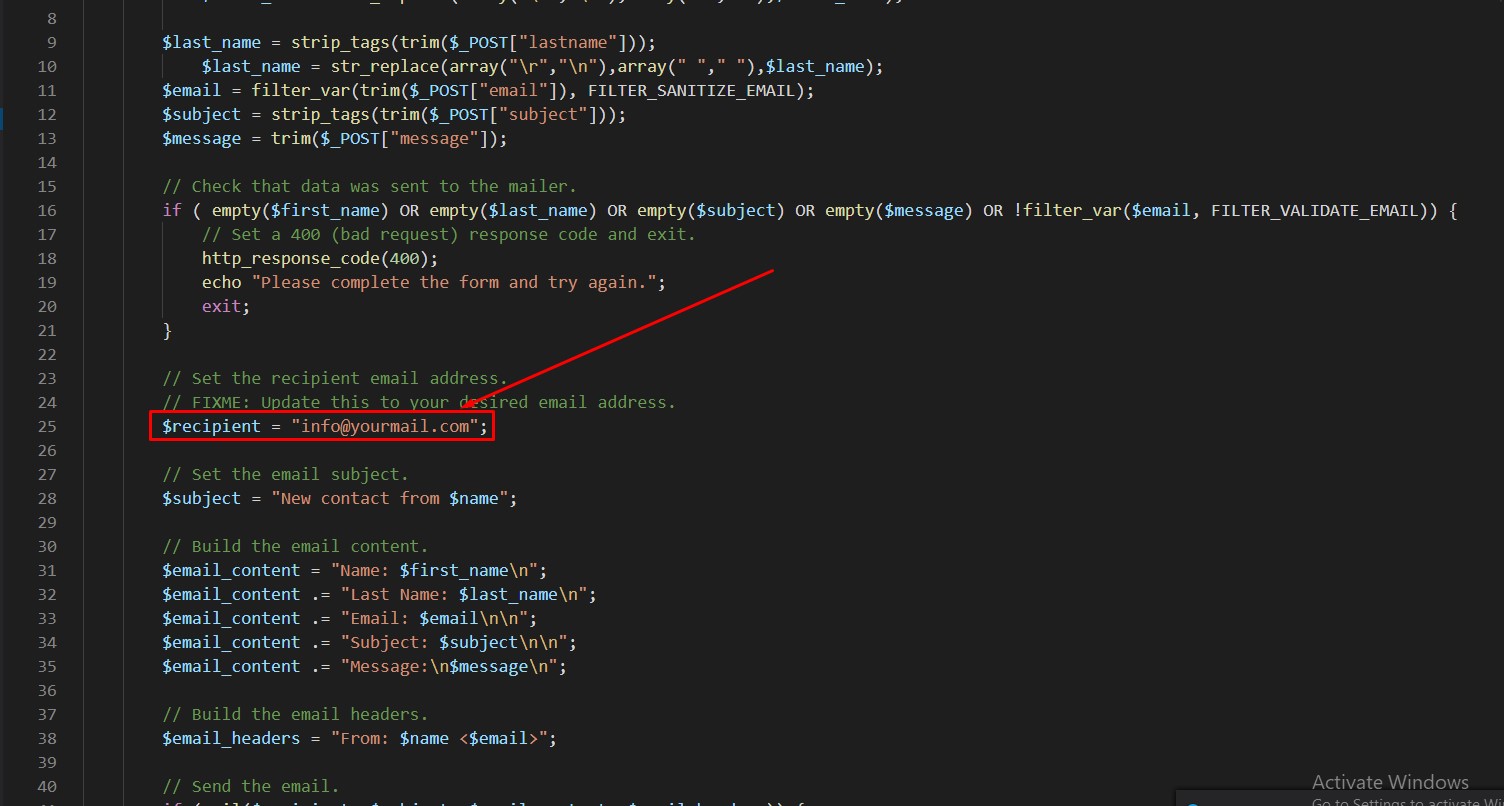 8
9 $last_name = strip_tags(trim($_POST["lastname"]));
10 $last_name = str_replace(array("\r","\n"),array(" "," "),$last_name);
11 $email = filter_var(trim($_POST["email"]), FILTER_SANITIZE_EMAIL);
12 $subject = strip_tags(trim($_POST["subject"]));
13 $message = trim($_POST["message"]);
14
15 // Check that data was sent to the mailer.
16 if ( empty($first_name) OR empty($last_name) OR empty($subject) OR empty($message) OR !filter_var($email, FILTER_VALIDATE_EMAIL)) {
17 // Set a 400 (bad request) response code and exit.
18 http_response_code(400);
19 echo "Please complete the form and try again.";
20 exit;
21 }
22
23 // Set the recipient email address.
24 // FIXME: Update this to your desired email address.
25 $recipient = "info@yourmail.com";
26
27 // Set the email subject.
28 $subject = "New contact from $name";
29
30 // Build the email content.
31 $email_content = "Name: $first_name\n";
32 $email_content .= "Last Name: $last_name\n";
33 $email_content .= "Email: $email\n\n";
34 $email_content .= "Subject: $subject\n\n";
35 $email_content .= "Message:\n$message\n";
36
37 // Build the email headers.
38 $email_headers = "From: $name <$email>";
39
40 // Send the email.
Activate Windows
Go to Settings to activate